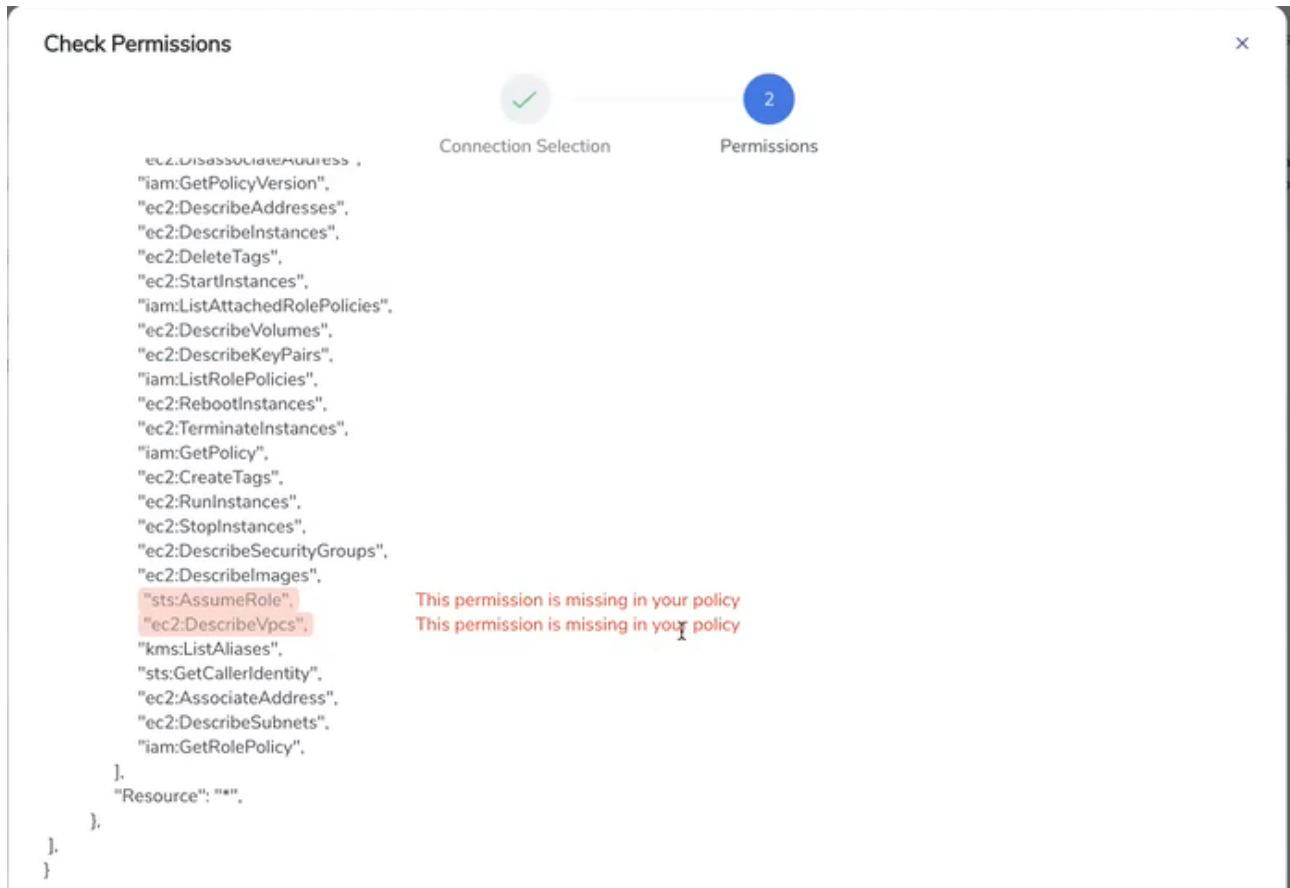 Check Permissions
×
✓
2
Connection Selection
Permissions
"ec2:DisassociateAddress",
"iam:GetPolicyVersion",
"ec2:DescribeAddresses",
"ec2:DescribeInstances",
"ec2:DeleteTags",
"ec2:StartInstances",
"iam:ListAttachedRolePolicies",
"ec2:DescribeVolumes",
"ec2:DescribeKeyPairs",
"iam:ListRolePolicies",
"ec2:RebootInstances",
"ec2:TerminateInstances",
"iam:GetPolicy",
"ec2:CreateTags",
"ec2:RunInstances",
"ec2:StopInstances",
"ec2:DescribeSecurityGroups",
"ec2:DescribeImages",
"sts:AssumeRole", This permission is missing in your policy
"ec2:DescribeVpcs", This permission is missing in your policy
"kms:ListAliases",
"sts:GetCallerIdentity",
"ec2:AssociateAddress",
"ec2:DescribeSubnets",
"iam:GetRolePolicy",
],
"Resource": "*",
},
],
}